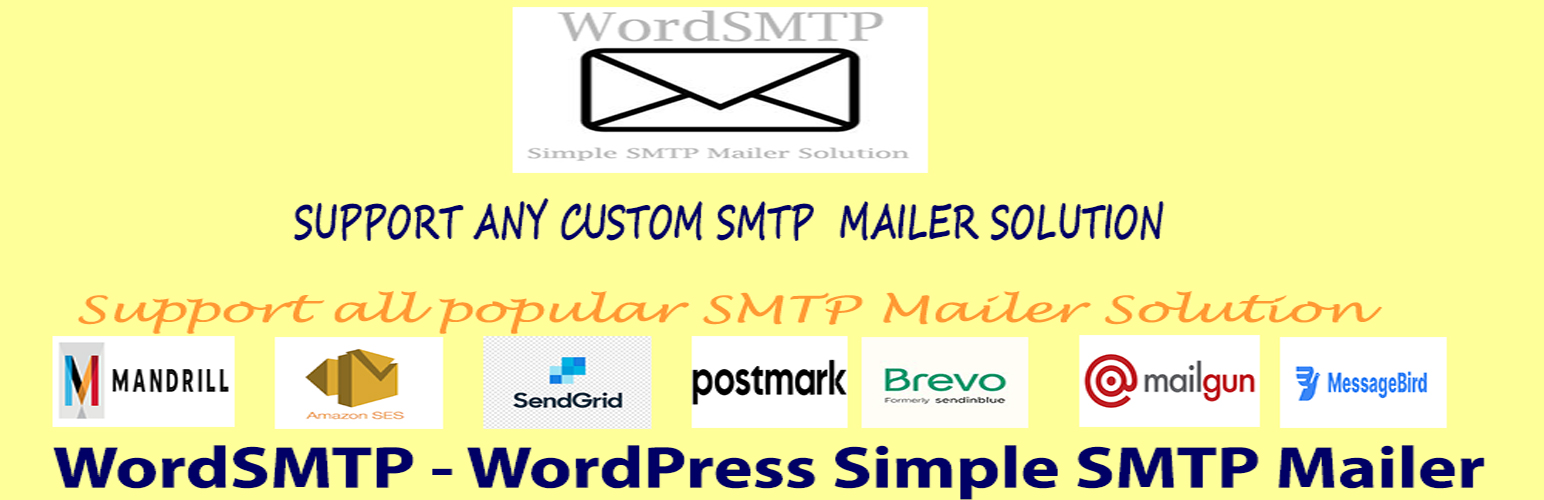 WordSMTP
Simple SMTP Mailer Solution
SUPPORT ANY CUSTOM SMTP MAILER SOLUTION
Support all popular SMTP Mailer Solution
MANDRILL
Amazon SES
SendGrid
postmark
Brevo
Formerly sendinblue
mailgun
MessageBird
WordSMTP - WordPress Simple SMTP Mailer